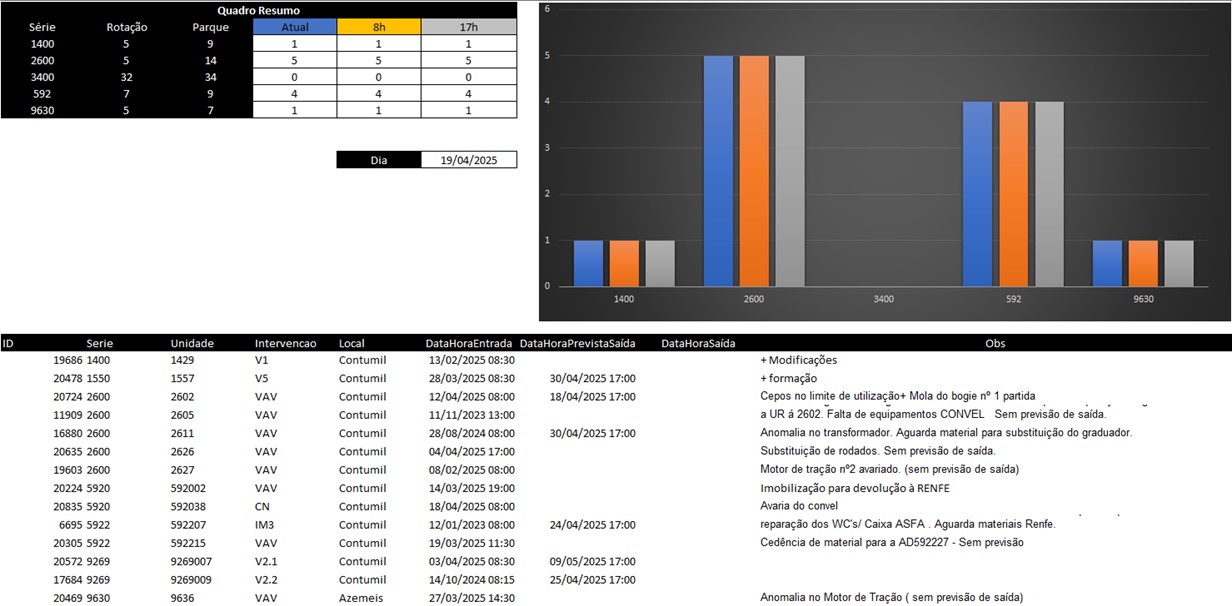 Quadro Resumo
Série Rotação Parque Atual 8h 17h
1400 5 9 1 1 1
2600 5 14 5 5 5
3400 32 34 0 0 0
592 7 9 4 4 4
9630 5 7 1 1 1
Dia 19/04/2025
6
5
4
3
2
1
0
1400 2600 3400 592 9630
ID Serie Unidade Intervencao Local DataHoraEntrada DataHoraPrevistaSaída DataHoraSaída Obs
19686 1400 1429 V1 Contumil 13/02/2025 08:30 + Modificações
20478 1550 1557 V5 Contumil 28/03/2025 08:30 30/04/2025 17:00 + formação
20724 2600 2602 VAV Contumil 12/04/2025 08:00 18/04/2025 17:00 Cepos no limite de utilização+ Mola do bogie nº 1 partida
11909 2600 2605 VAV Contumil 11/11/2023 13:00 a UR á 2602. Falta de equipamentos CONVEL Sem previsão de saída.
16880 2600 2611 VAV Contumil 28/08/2024 08:00 30/04/2025 17:00 Anomalia no transformador. Aguarda material para substituição do graduador.
20635 2600 2626 VAV Contumil 04/04/2025 17:00 Substituição de rodados. Sem previsão de saída.
19603 2600 2627 VAV Contumil 08/02/2025 08:00 Motor de tração nº2 avariado. (sem previsão de saída)
20224 5920 592002 VAV Contumil 14/03/2025 19:00 Imobilização para devolução à RENFE
20835 5920 592038 CN Contumil 18/04/2025 08:00 Avaria do convel
6695 5922 592207 IM3 Contumil 12/01/2023 08:00 24/04/2025 17:00 reparação dos WC's/ Caixa ASFA . Aguarda materiais Renfe.
20305 5922 592215 VAV Contumil 19/03/2025 11:30 Cedência de material para a AD592227 - Sem previsão
20572 9269 9269007 V2.1 Contumil 03/04/2025 08:30 09/05/2025 17:00
17684 9269 9269009 V2.2 Contumil 14/10/2024 08:15 25/04/2025 17:00
20469 9630 9636 VAV Azemeis 27/03/2025 14:30 Anomalia no Motor de Tração ( sem previsão de saída)